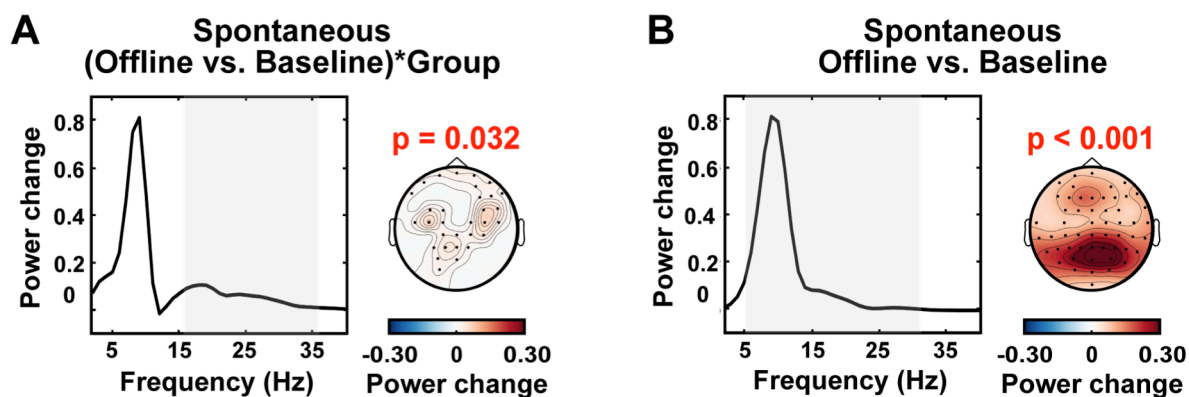 A
Spontaneous
(Offline vs. Baseline)*Group
Power change
0.8
0.6
0.4
0.2
0
5
15
25
35
Frequency (Hz)
p = 0.032
-0.30
0
0.30
Power change
B
Spontaneous
Offline vs. Baseline
Power change
0.8
0.6
0.4
0.2
0
5
15
25
35
Frequency (Hz)
p < 0.001
-0.30
0
0.30
Power change